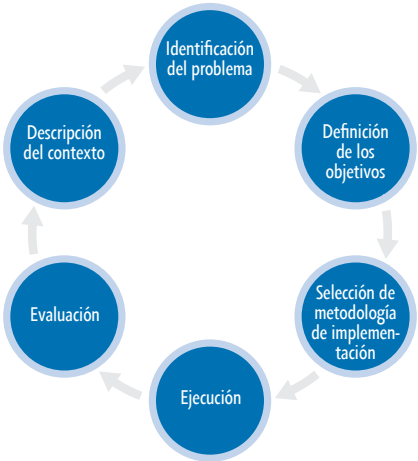 Identificación
del problema
Definición
de los
objetivos
Selección de
metodología
de implemen-
tación
Ejecución
Evaluación
Descripción
del contexto